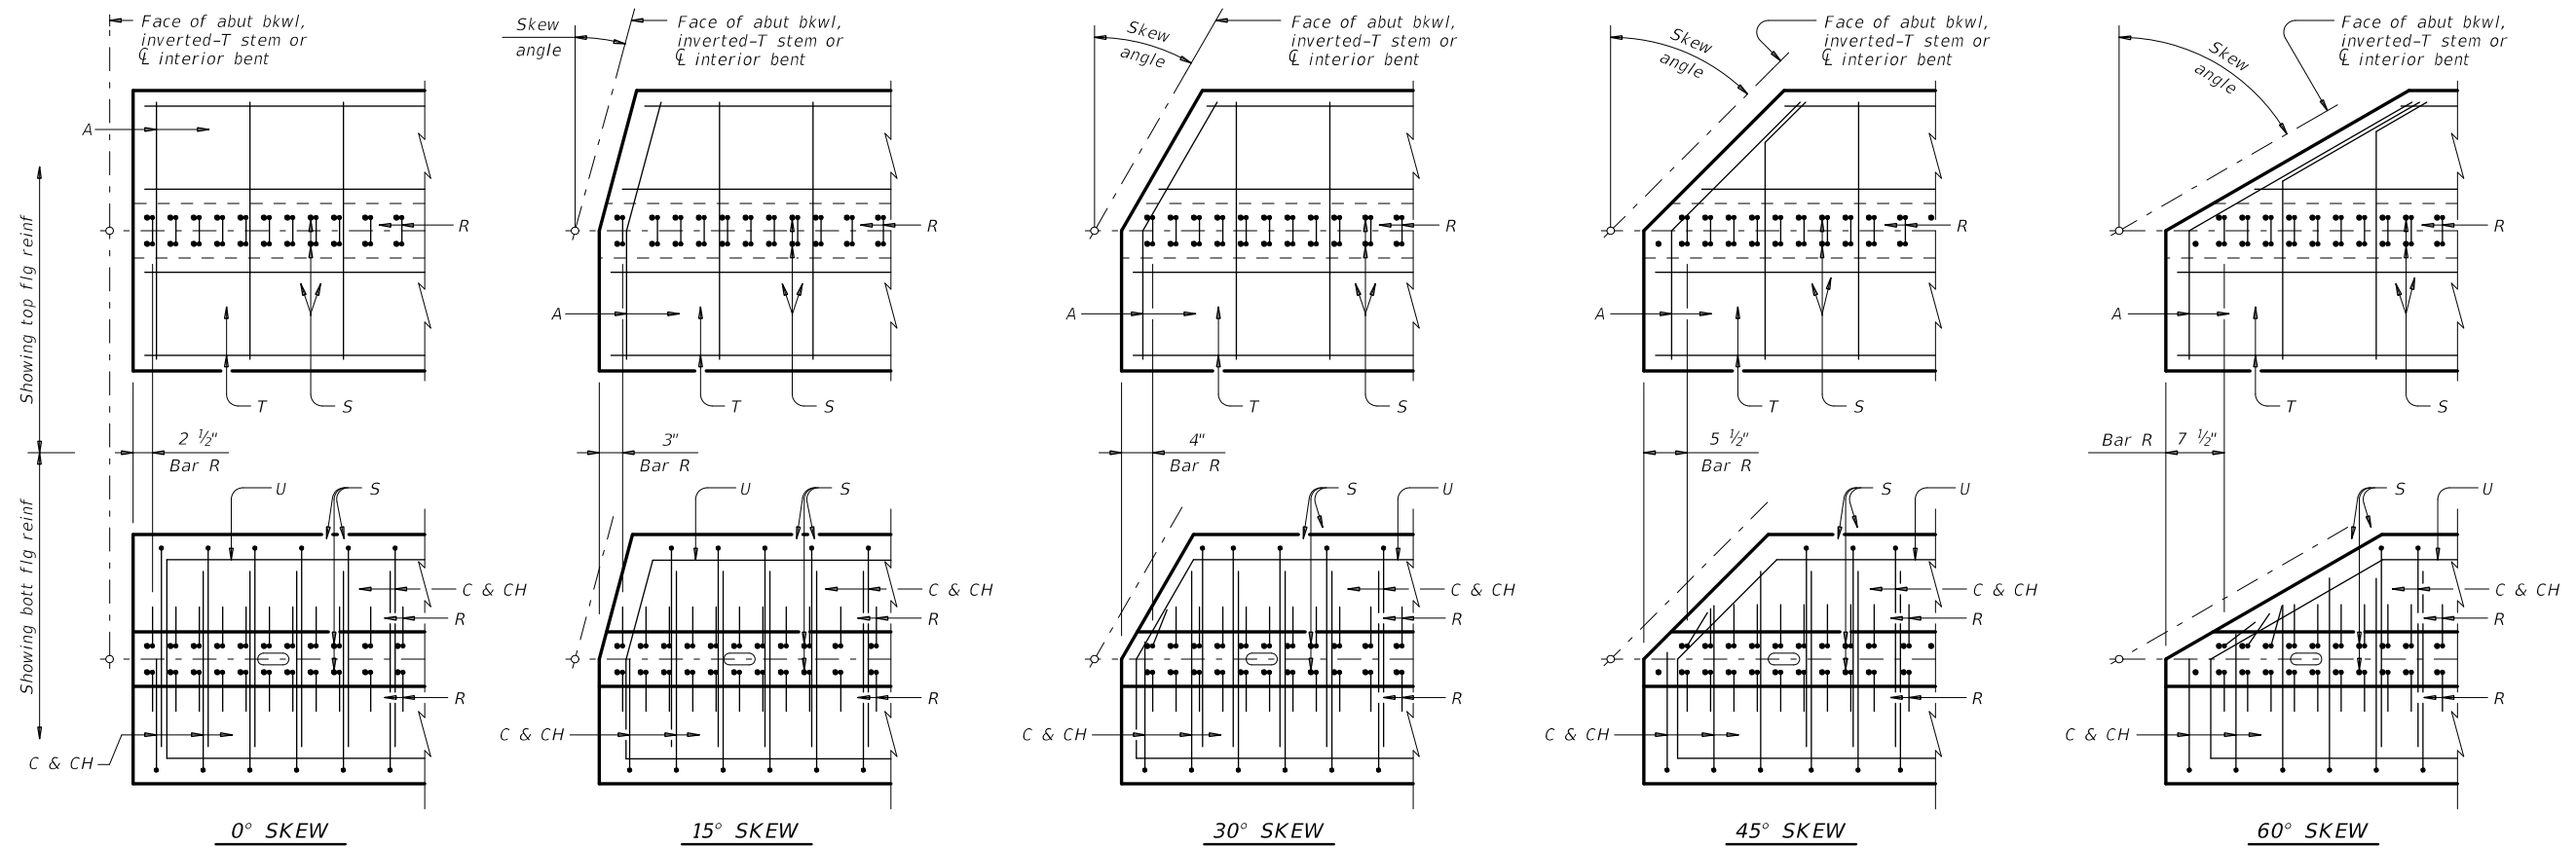 Face of abut bkwl,
inverted-T stem or
℄ interior bent
Skew
angle
Face of abut bkwl,
inverted-T stem or
℄ interior bent
Skew
angle
Face of abut bkwl,
inverted-T stem or
℄ interior bent
Skew
angle
Face of abut bkwl,
inverted-T stem or
℄ interior bent
Skew
angle
Face of abut bkwl,
inverted-T stem or
℄ interior bent
Showing top flg reinf
A
R
T
S
A
R
T
S
A
R
T
S
A
R
T
S
A
R
T
S
2 ½"
Bar R
3"
Bar R
4"
Bar R
5 ½"
Bar R
Bar R 7 ½"
Showing bott flg reinf
U
S
C & CH
R
R
C & CH
U
S
C & CH
R
R
C & CH
S
U
C & CH
R
R
C & CH
S
U
C & CH
R
R
C & CH
S
U
C & CH
R
R
C & CH
0° SKEW
15° SKEW
30° SKEW
45° SKEW
60° SKEW